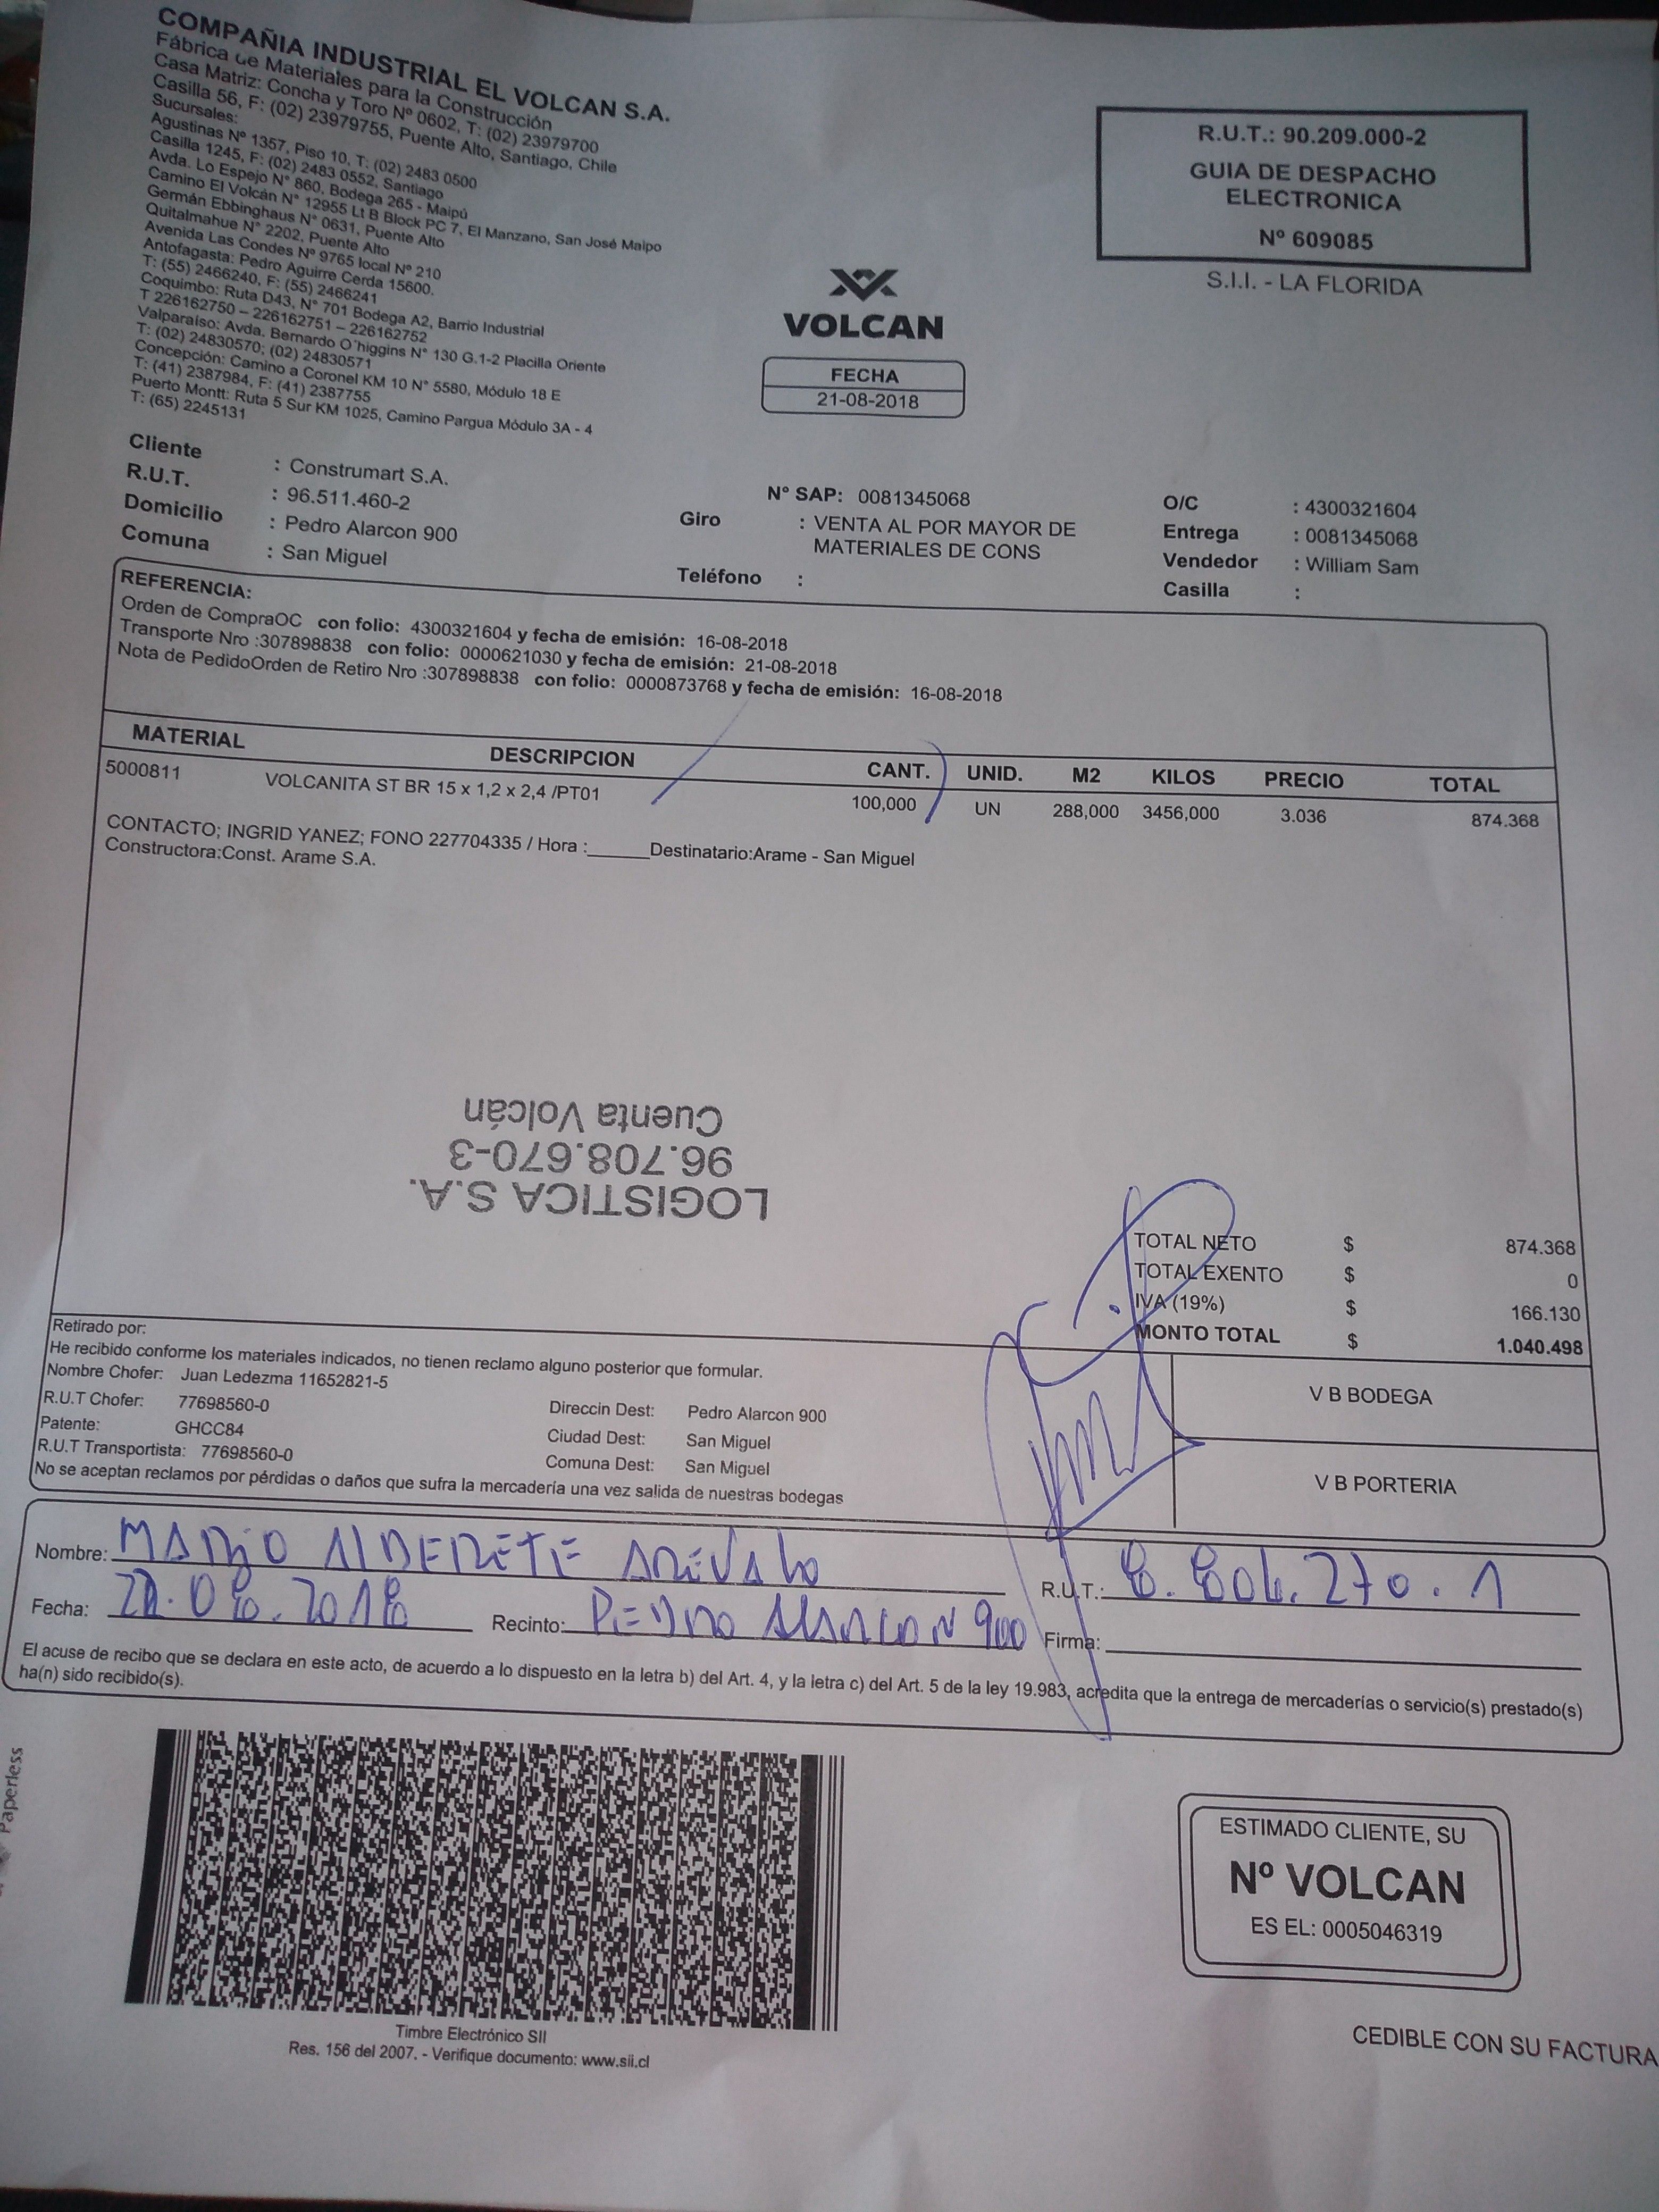 COMPAÑIA INDUSTRIAL EL VOLCAN S.A.
Fábrica de Materiales para la Construcción
Casa Matriz: Concha y Toro Nº 0602, T: (02) 23979700
Casilla 56, F: (02) 23979755, Puente Alto, Santiago, Chile
Sucursales:
Agustinas Nº 1357, Piso 10, T: (02) 2483 0500
Casilla 1245, F: (02) 2483 0552, Santiago
Avda. Lo Espejo N° 860, Bodega 265 - Maipú
Camino El Volcán N° 12955 Lt B Block PC 7, El Manzano, San José Maipo
Germán Ebbinghaus N° 0631, Puente Alto
Quitalmahue N° 2202, Puente Alto
Avenida Las Condes Nº 9765 local N° 210
Antofagasta: Pedro Aguirre Cerda 15600.
T: (55) 2466240, F: (55) 2466241
Coquimbo: Ruta D43, N° 701 Bodega A2, Barrio Industrial
T 226162750 – 226162751 – 226162752
Valparaíso: Avda. Bernardo O´higgins N° 130 G.1-2 Placilla Oriente
T: (02) 24830570; (02) 24830571
Concepción: Camino a Coronel KM 10 N° 5580, Módulo 18 E
T: (41) 2387984, F: (41) 2387755
Puerto Montt: Ruta 5 Sur KM 1025, Camino Pargua Módulo 3A - 4
T: (65) 2245131
R.U.T.: 90.209.000-2
GUIA DE DESPACHO
ELECTRONICA
Nº 609085
S.I.I. - LA FLORIDA
VOLCAN
FECHA
21-08-2018
Cliente : Construmart S.A.
R.U.T. : 96.511.460-2
Domicilio : Pedro Alarcon 900
Comuna : San Miguel
N° SAP: 0081345068
Giro : VENTA AL POR MAYOR DE
MATERIALES DE CONS
Teléfono :
O/C : 4300321604
Entrega : 0081345068
Vendedor : William Sam
Casilla :
REFERENCIA:
Orden de CompraOC con folio: 4300321604 y fecha de emisión: 16-08-2018
Transporte Nro :307898838 con folio: 0000621030 y fecha de emisión: 21-08-2018
Nota de PedidoOrden de Retiro Nro :307898838 con folio: 0000873768 y fecha de emisión: 16-08-2018
MATERIAL DESCRIPCION CANT. UNID. M2 KILOS PRECIO TOTAL
5000811 VOLCANITA ST BR 15 x 1,2 x 2,4 /PT01 100,000 UN 288,000 3456,000 3.036 874.368
CONTACTO; INGRID YANEZ; FONO 227704335 / Hora :______Destinatario:Arame - San Miguel
Constructora:Const. Arame S.A.
LOGISTICA S.A.
96.708.670-3
Cuenta Volcán
TOTAL NETO $ 874.368
TOTAL EXENTO $ 0
IVA (19%) $ 166.130
MONTO TOTAL $ 1.040.498
Retirado por:
He recibido conforme los materiales indicados, no tienen reclamo alguno posterior que formular.
Nombre Chofer: Juan Ledezma 11652821-5
R.U.T Chofer: 77698560-0
Patente: GHCC84
R.U.T Transportista: 77698560-0
Direccin Dest: Pedro Alarcon 900
Ciudad Dest: San Miguel
Comuna Dest: San Miguel
No se aceptan reclamos por pérdidas o daños que sufra la mercadería una vez salida de nuestras bodegas
V B BODEGA
V B PORTERIA
Nombre: MARIO AlDERETE AREVAlo R.U.T.: 8.804.270.1
Fecha: 22.08.2018 Recinto: PEDRO AlARCON 900 Firma:
El acuse de recibo que se declara en este acto, de acuerdo a lo dispuesto en la letra b) del Art. 4, y la letra c) del Art. 5 de la ley 19.983, acredita que la entrega de mercaderías o servicio(s) prestado(s)
ha(n) sido recibido(s).
Paperless
Timbre Electrónico SII
Res. 156 del 2007. - Verifique documento: www.sii.cl
ESTIMADO CLIENTE, SU
Nº VOLCAN
ES EL: 0005046319
CEDIBLE CON SU FACTURA